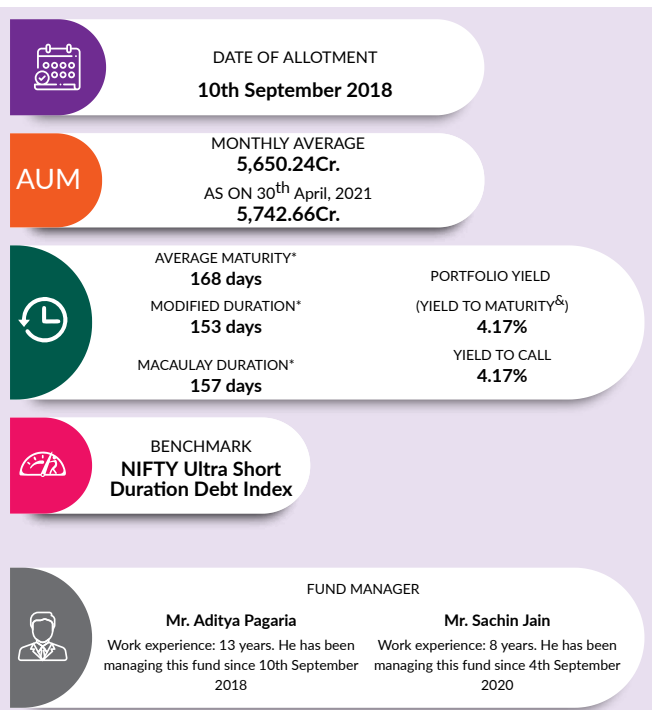 DATE OF ALLOTMENT
10th September 2018
AUM
MONTHLY AVERAGE
5,650.24Cr.
AS ON 30th April, 2021
5,742.66Cr.
AVERAGE MATURITY*
168 days
MODIFIED DURATION*
153 days
MACAULAY DURATION*
157 days
PORTFOLIO YIELD
(YIELD TO MATURITY&)
4.17%
YIELD TO CALL
4.17%
BENCHMARK
NIFTY Ultra Short
Duration Debt Index
FUND MANAGER
Mr. Aditya Pagaria
Work experience: 13 years. He has been
managing this fund since 10th September
2018
Mr. Sachin Jain
Work experience: 8 years. He has been
managing this fund since 4th September
2020